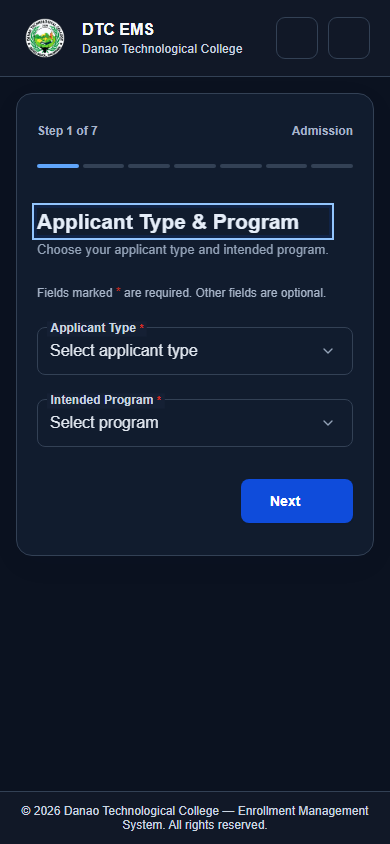 DTC EMS
Danao Technological College
Step 1 of 7
Admission
Applicant Type & Program
Choose your applicant type and intended program.
Fields marked * are required. Other fields are optional.
Applicant Type *
Select applicant type
Intended Program *
Select program
Next
© 2026 Danao Technological College — Enrollment Management
System. All rights reserved.